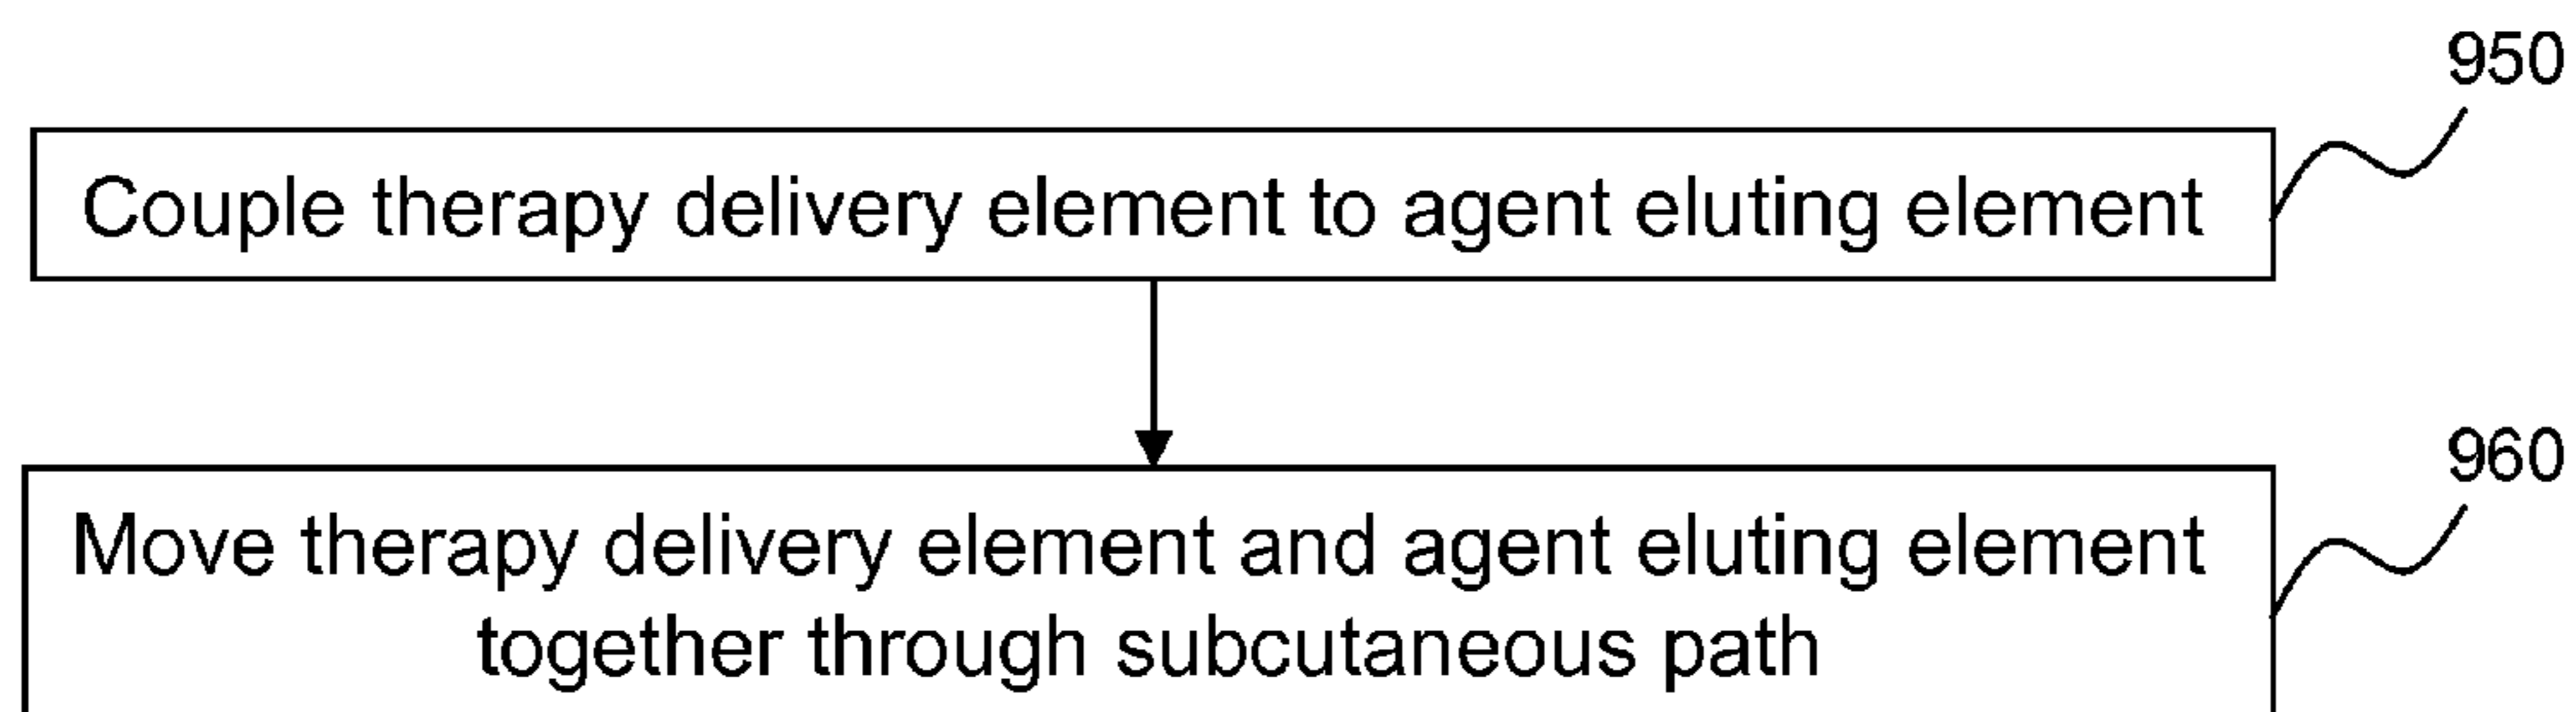 950
Couple therapy delivery element to agent eluting element
960
Move therapy delivery element and agent eluting element
together through subcutaneous path